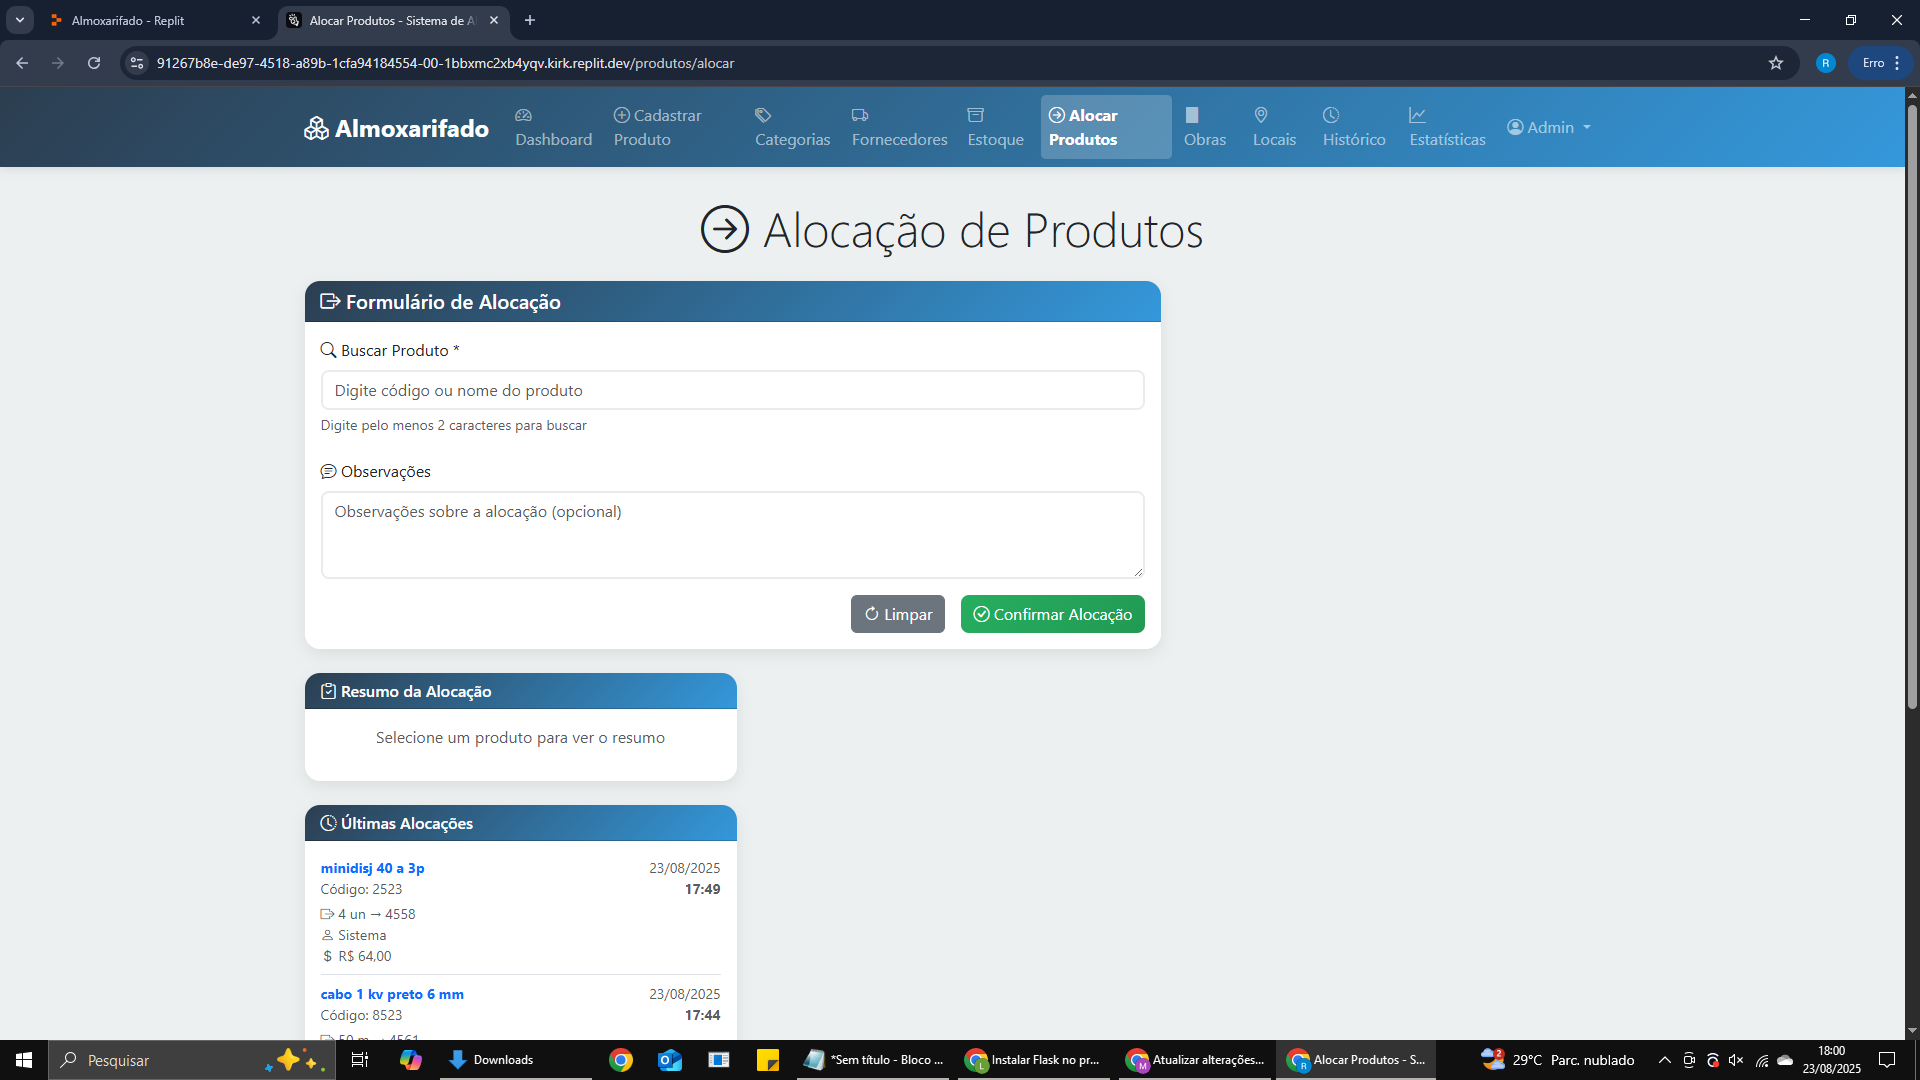 Almoxarifado - Replit
Alocar Produtos - Sistema de A
91267b8e-de97-4518-a89b-1cfa94184554-00-1bbxmc2xb4yqv.kirk.replit.dev/produtos/alocar
R
Erro
Almoxarifado
Dashboard
Cadastrar
Produto
Categorias
Fornecedores
Estoque
Alocar
Produtos
Obras
Locais
Histórico
Estatísticas
Admin
Alocação de Produtos
Formulário de Alocação
Buscar Produto *
Digite código ou nome do produto
Digite pelo menos 2 caracteres para buscar
Observações
Observações sobre a alocação (opcional)
Limpar
Confirmar Alocação
Resumo da Alocação
Selecione um produto para ver o resumo
Últimas Alocações
minidisj 40 a 3p 23/08/2025
Código: 2523 17:49
4 un → 4558
Sistema
$ R$ 64,00
cabo 1 kv preto 6 mm 23/08/2025
Código: 8523 17:44
50 m → 4561
Pesquisar
Downloads
*Sem título - Bloco ...
L
Instalar Flask no pr...
M
Atualizar alterações...
R
Alocar Produtos - S...
2
29°C Parc. nublado
18:00
23/08/2025